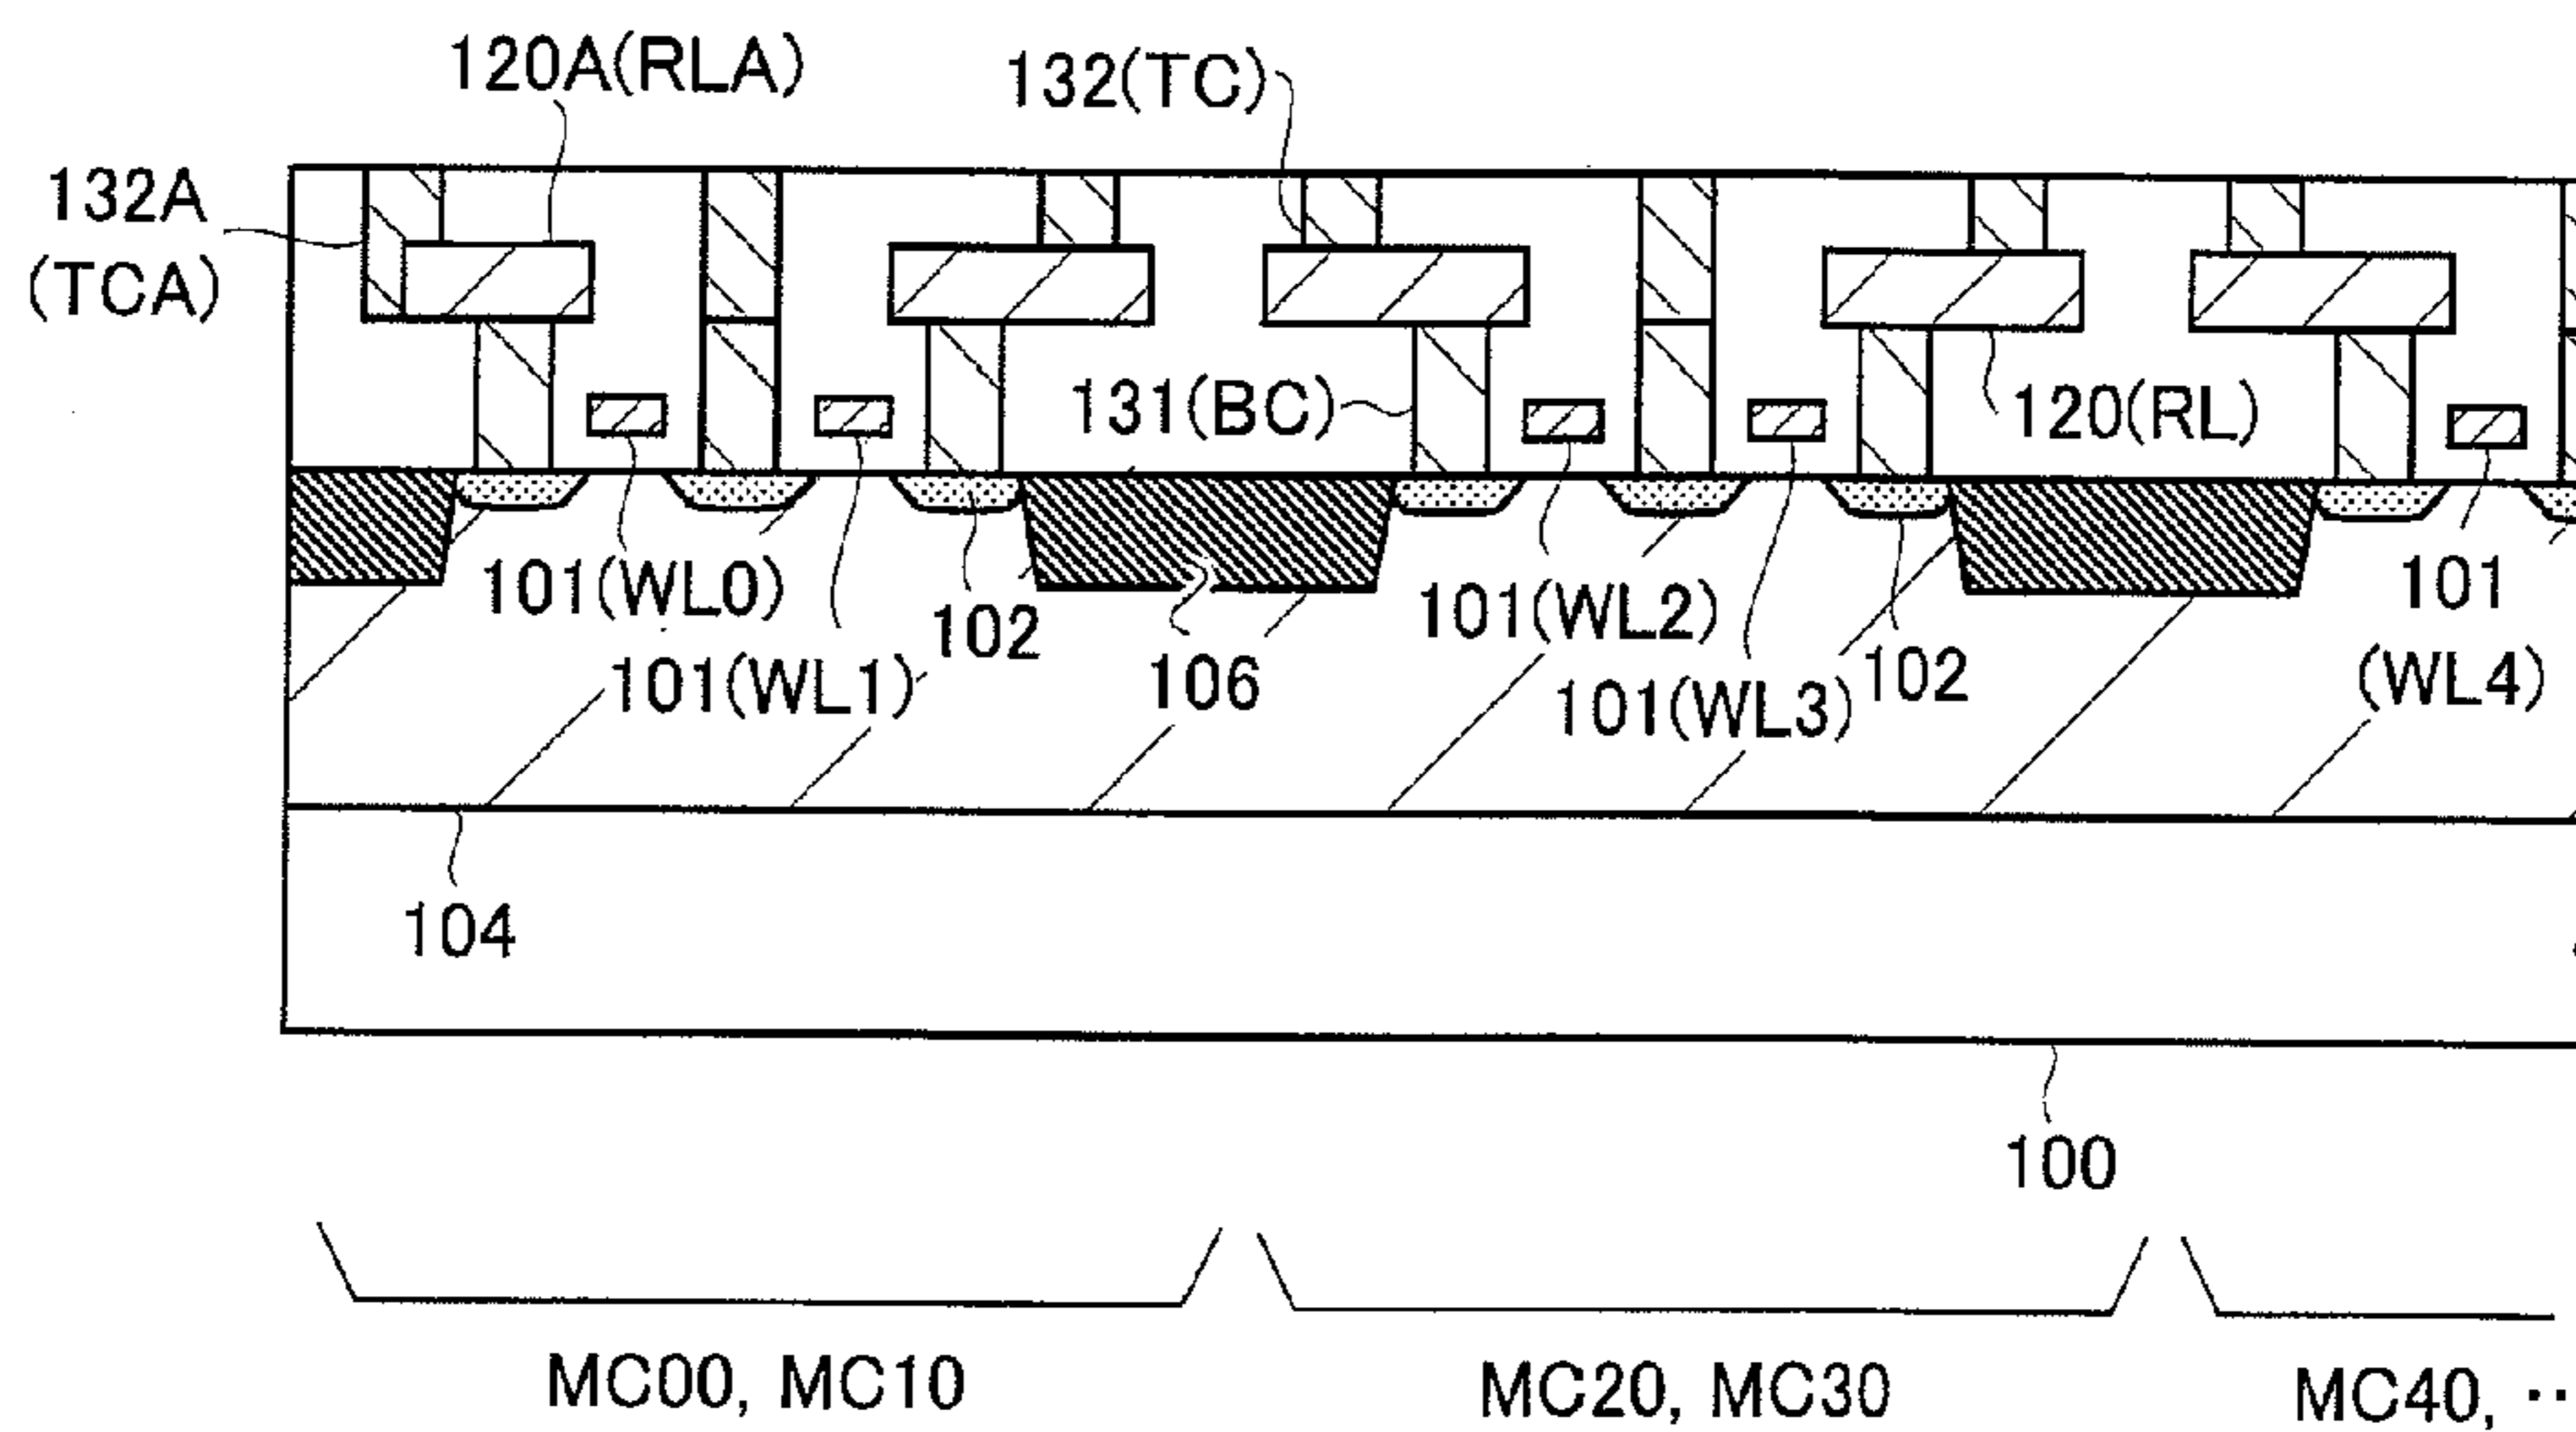 120A(RLA)
132(TC)
132A
(TCA)
131(BC)
120(RL)
101(WL0)
102
101(WL1)
106
101(WL2)
101(WL3)
102
101
(WL4)
104
100
MC00, MC10
MC20, MC30
MC40, ··